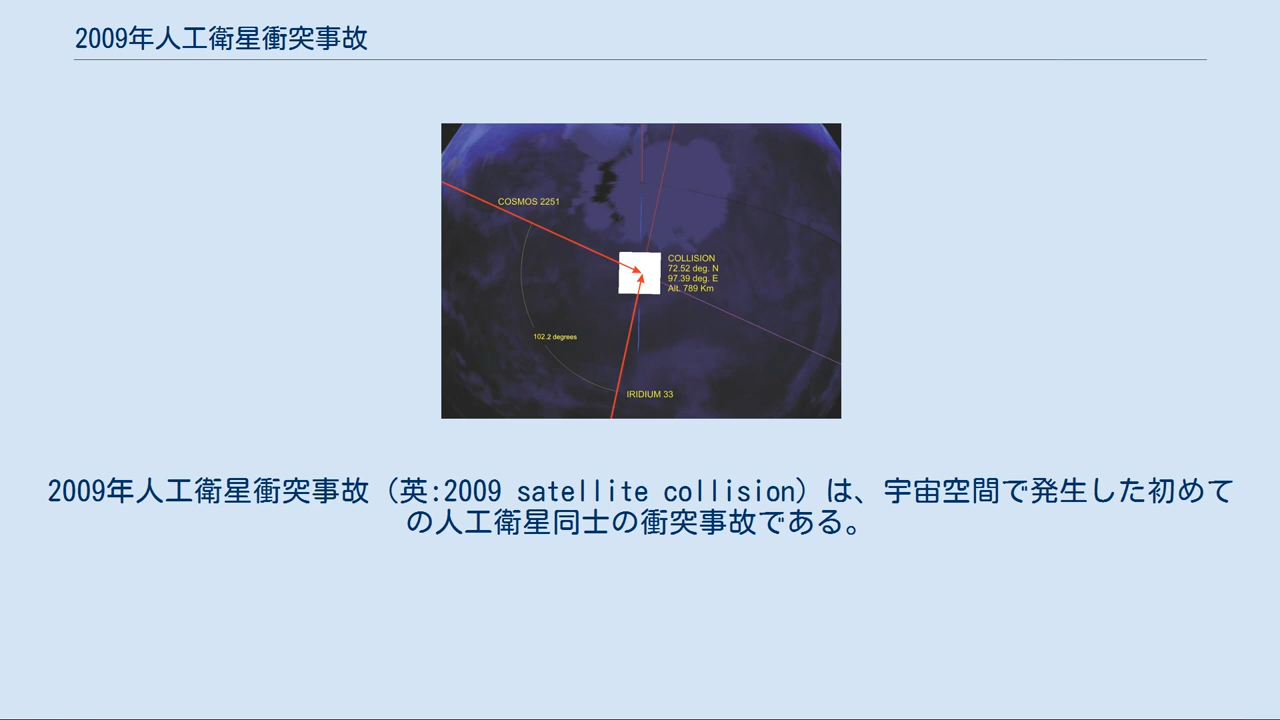 2009年人工衛星衝突事故
COSMOS 2251
COLLISION
72.52 deg. N
97.39 deg. E
Alt. 789 Km
102.2 degrees
IRIDIUM 33
2009年人工衛星衝突事故（英:2009 satellite collision）は、宇宙空間で発生した初めて
の人工衛星同士の衝突事故である。